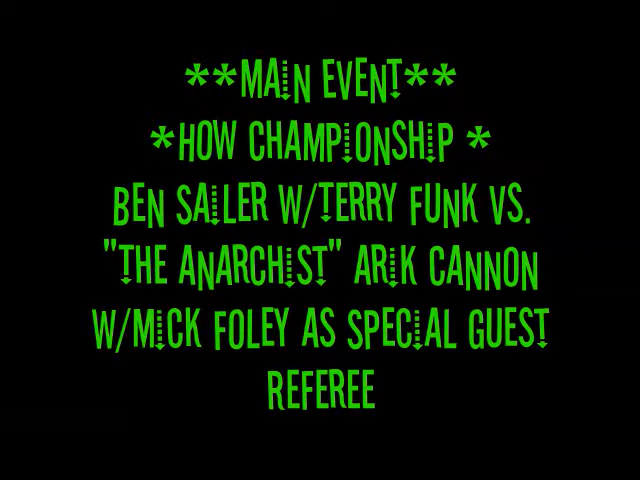 **MAIN EVENT**
*HOW CHAMPIONSHIP *
BEN SAILER W/TERRY FUNK VS.
"THE ANARCHIST" ARIK CANNON
W/MICK FOLEY AS SPECIAL GUEST
REFEREE